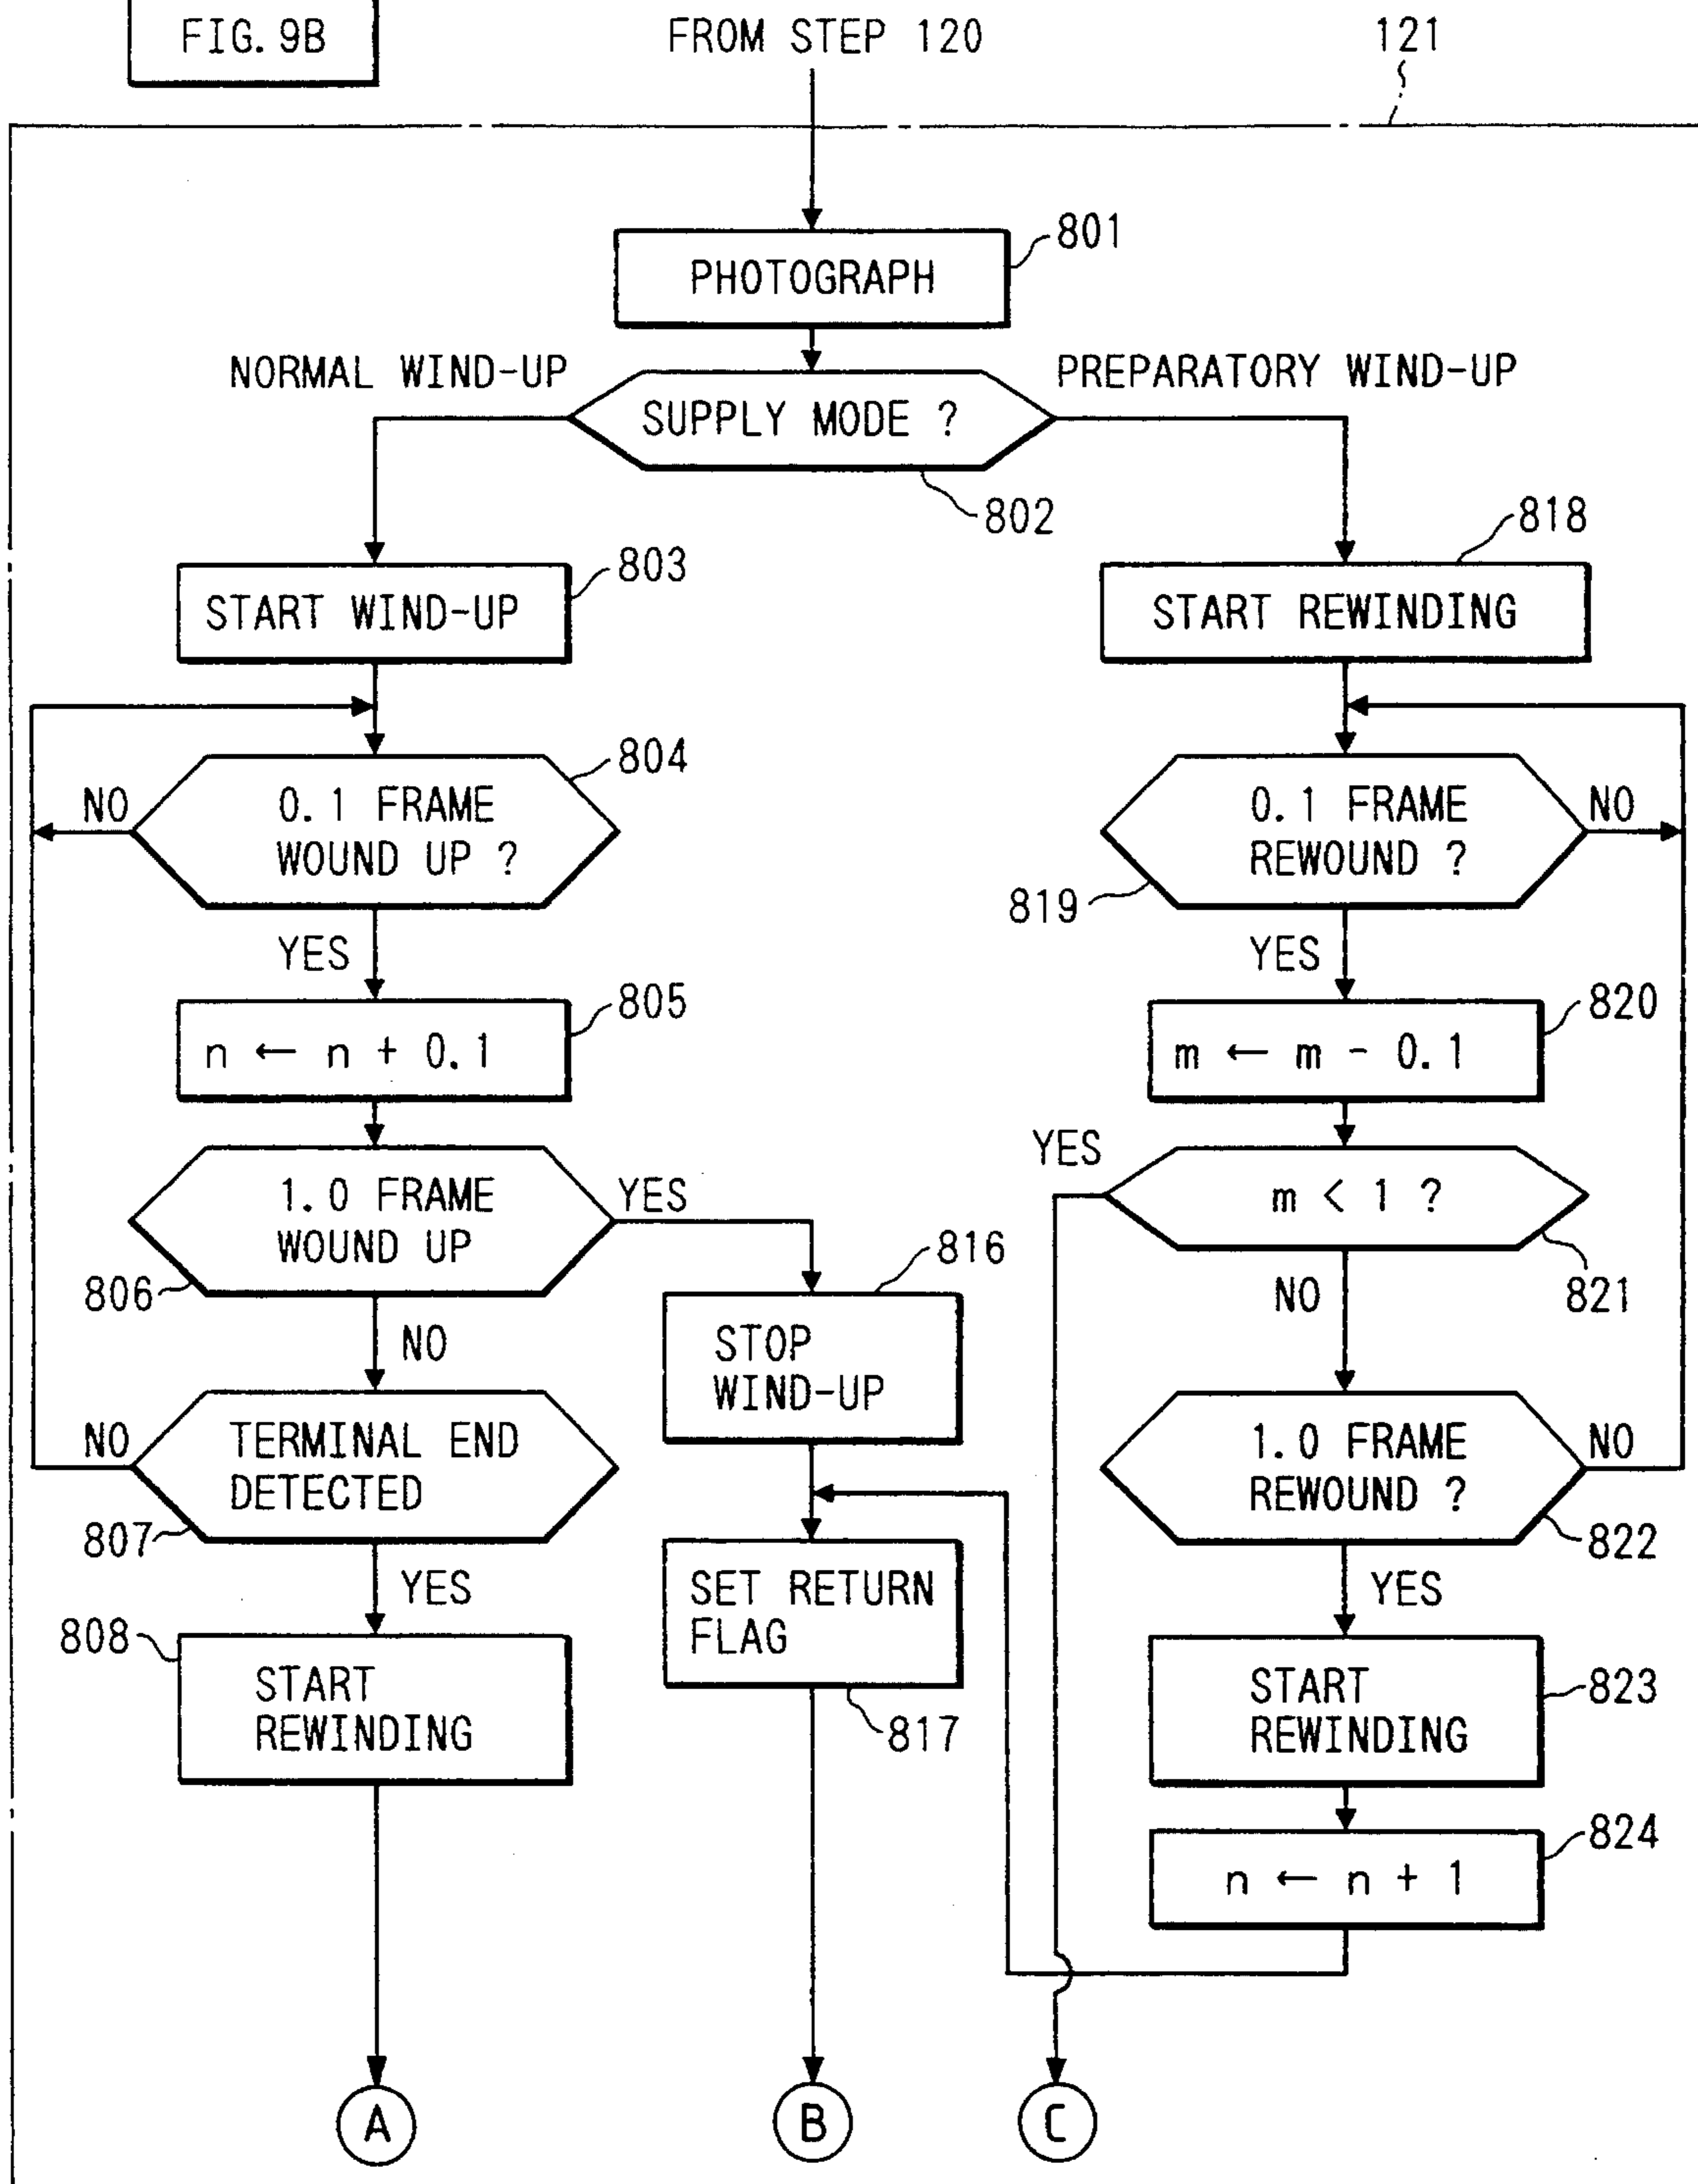 FIG. 9B
FROM STEP 120
121
801
PHOTOGRAPH
NORMAL WIND-UP
PREPARATORY WIND-UP
SUPPLY MODE ?
802
803
START WIND-UP
804
NO
0.1 FRAME
WOUND UP ?
YES
805
n ← n + 0.1
1.0 FRAME
WOUND UP
YES
806
NO
NO
TERMINAL END
DETECTED
807
YES
808
START
REWINDING
A
816
STOP
WIND-UP
SET RETURN
FLAG
817
B
818
START REWINDING
0.1 FRAME
REWOUND ?
NO
819
YES
820
m ← m - 0.1
YES
m < 1 ?
821
NO
1.0 FRAME
REWOUND ?
NO
822
YES
START
REWINDING
823
824
n ← n + 1
C